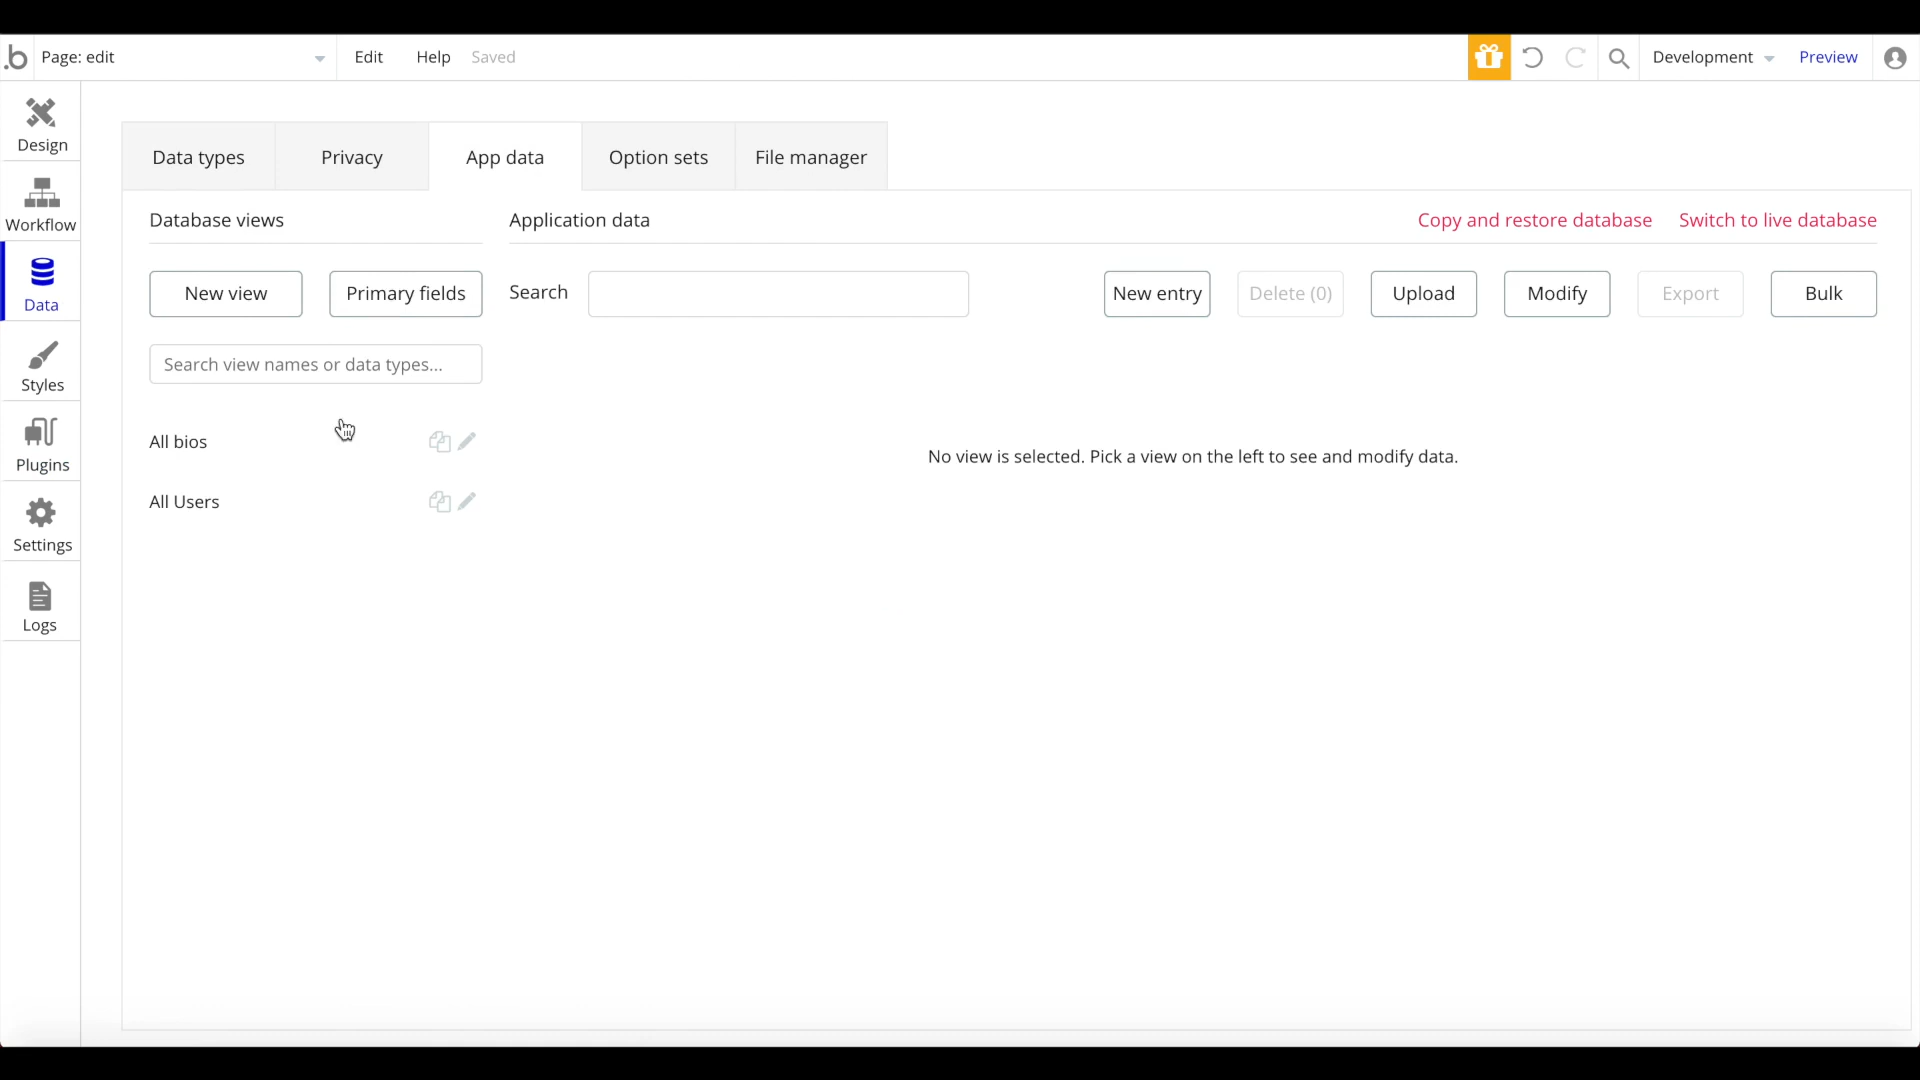 .b Page: edit Edit Help Saved Development Preview
Design
Workflow
Data
Styles
Plugins
Settings
Logs
Data types Privacy App data Option sets File manager
Database views
New view Primary fields
Search view names or data types...
All bios
All Users
Application data Copy and restore database Switch to live database
Search New entry Delete (0) Upload Modify Export Bulk
No view is selected. Pick a view on the left to see and modify data.